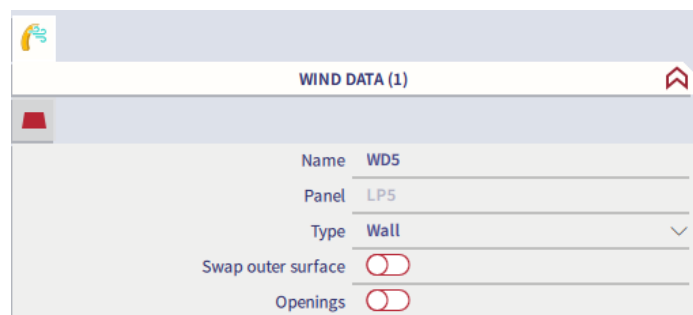 WIND DATA (1)
Name WD5
Panel LP5
Type Wall
Swap outer surface
Openings